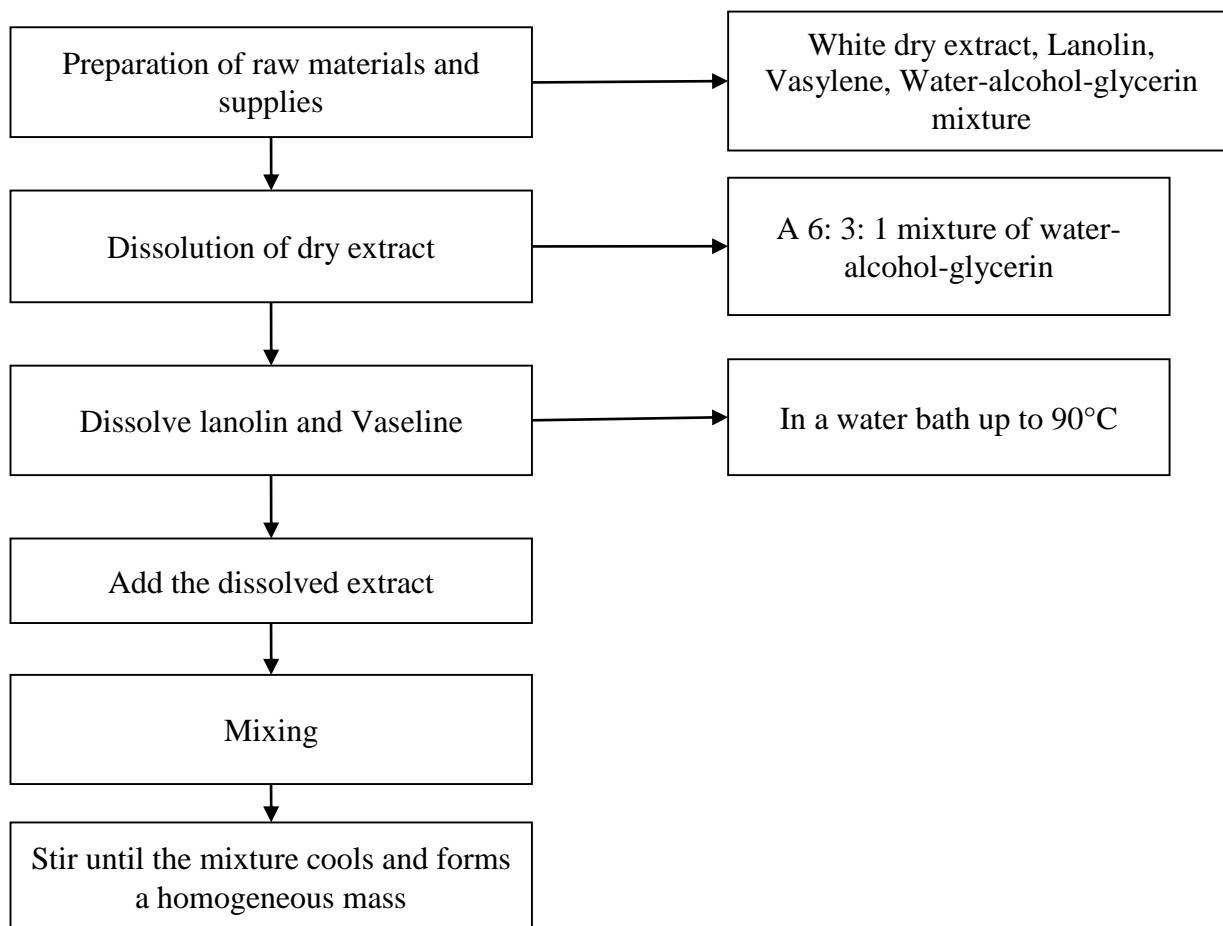 Preparation of raw materials and
supplies
White dry extract, Lanolin,
Vasylene, Water-alcohol-glycerin
mixture
Dissolution of dry extract
A 6: 3: 1 mixture of water-
alcohol-glycerin
Dissolve lanolin and Vaseline
In a water bath up to 90°C
Add the dissolved extract
Mixing
Stir until the mixture cools and forms
a homogeneous mass